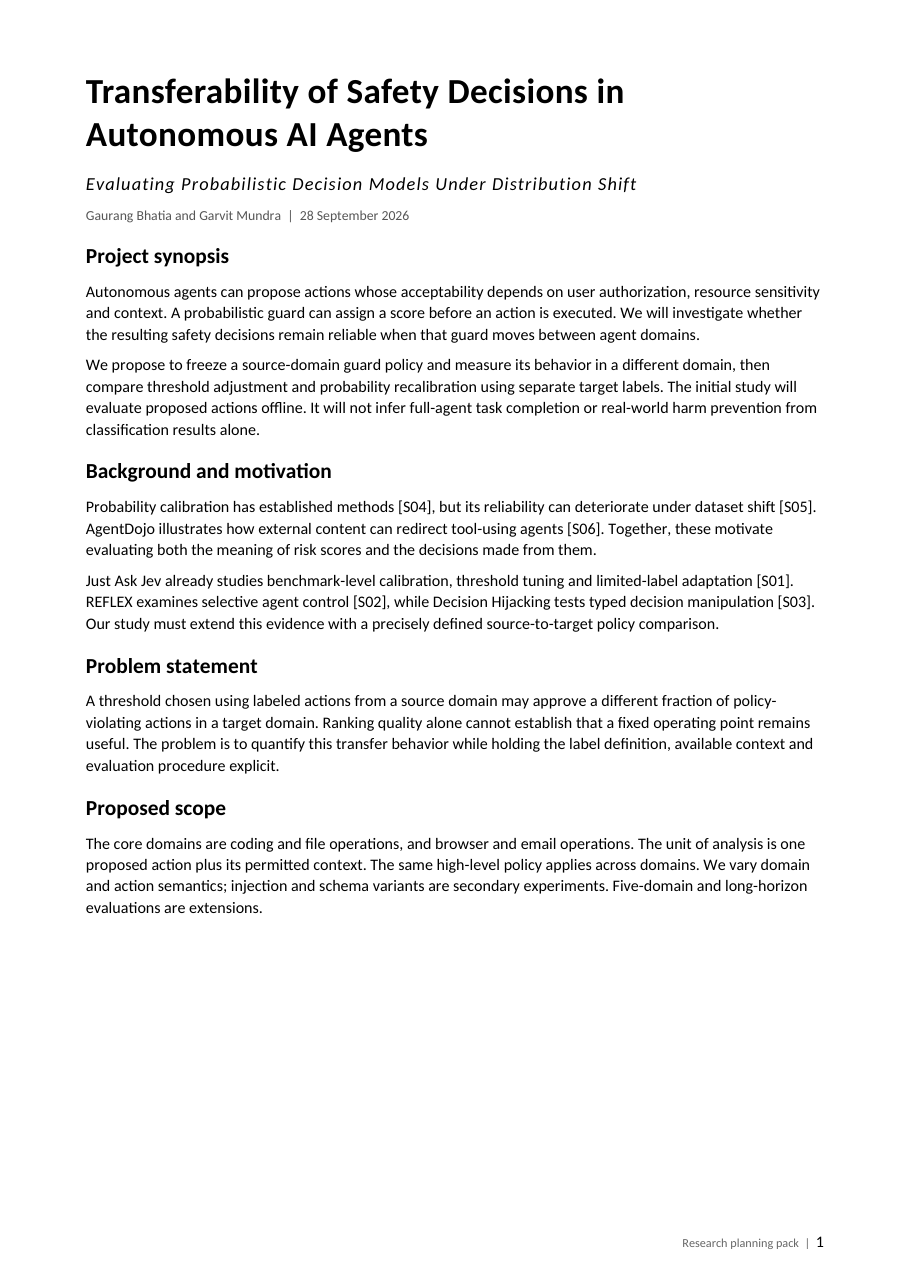 Transferability of Safety Decisions in
Autonomous AI Agents
Evaluating Probabilistic Decision Models Under Distribution Shift
Gaurang Bhatia and Garvit Mundra | 28 September 2026
Project synopsis
Autonomous agents can propose actions whose acceptability depends on user authorization, resource sensitivity
and context. A probabilistic guard can assign a score before an action is executed. We will investigate whether
the resulting safety decisions remain reliable when that guard moves between agent domains.
We propose to freeze a source-domain guard policy and measure its behavior in a different domain, then
compare threshold adjustment and probability recalibration using separate target labels. The initial study will
evaluate proposed actions offline. It will not infer full-agent task completion or real-world harm prevention from
classification results alone.
Background and motivation
Probability calibration has established methods [S04], but its reliability can deteriorate under dataset shift [S05].
AgentDojo illustrates how external content can redirect tool-using agents [S06]. Together, these motivate
evaluating both the meaning of risk scores and the decisions made from them.
Just Ask Jev already studies benchmark-level calibration, threshold tuning and limited-label adaptation [S01].
REFLEX examines selective agent control [S02], while Decision Hijacking tests typed decision manipulation [S03].
Our study must extend this evidence with a precisely defined source-to-target policy comparison.
Problem statement
A threshold chosen using labeled actions from a source domain may approve a different fraction of policy-
violating actions in a target domain. Ranking quality alone cannot establish that a fixed operating point remains
useful. The problem is to quantify this transfer behavior while holding the label definition, available context and
evaluation procedure explicit.
Proposed scope
The core domains are coding and file operations, and browser and email operations. The unit of analysis is one
proposed action plus its permitted context. The same high-level policy applies across domains. We vary domain
and action semantics; injection and schema variants are secondary experiments. Five-domain and long-horizon
evaluations are extensions.
Research planning pack | 1